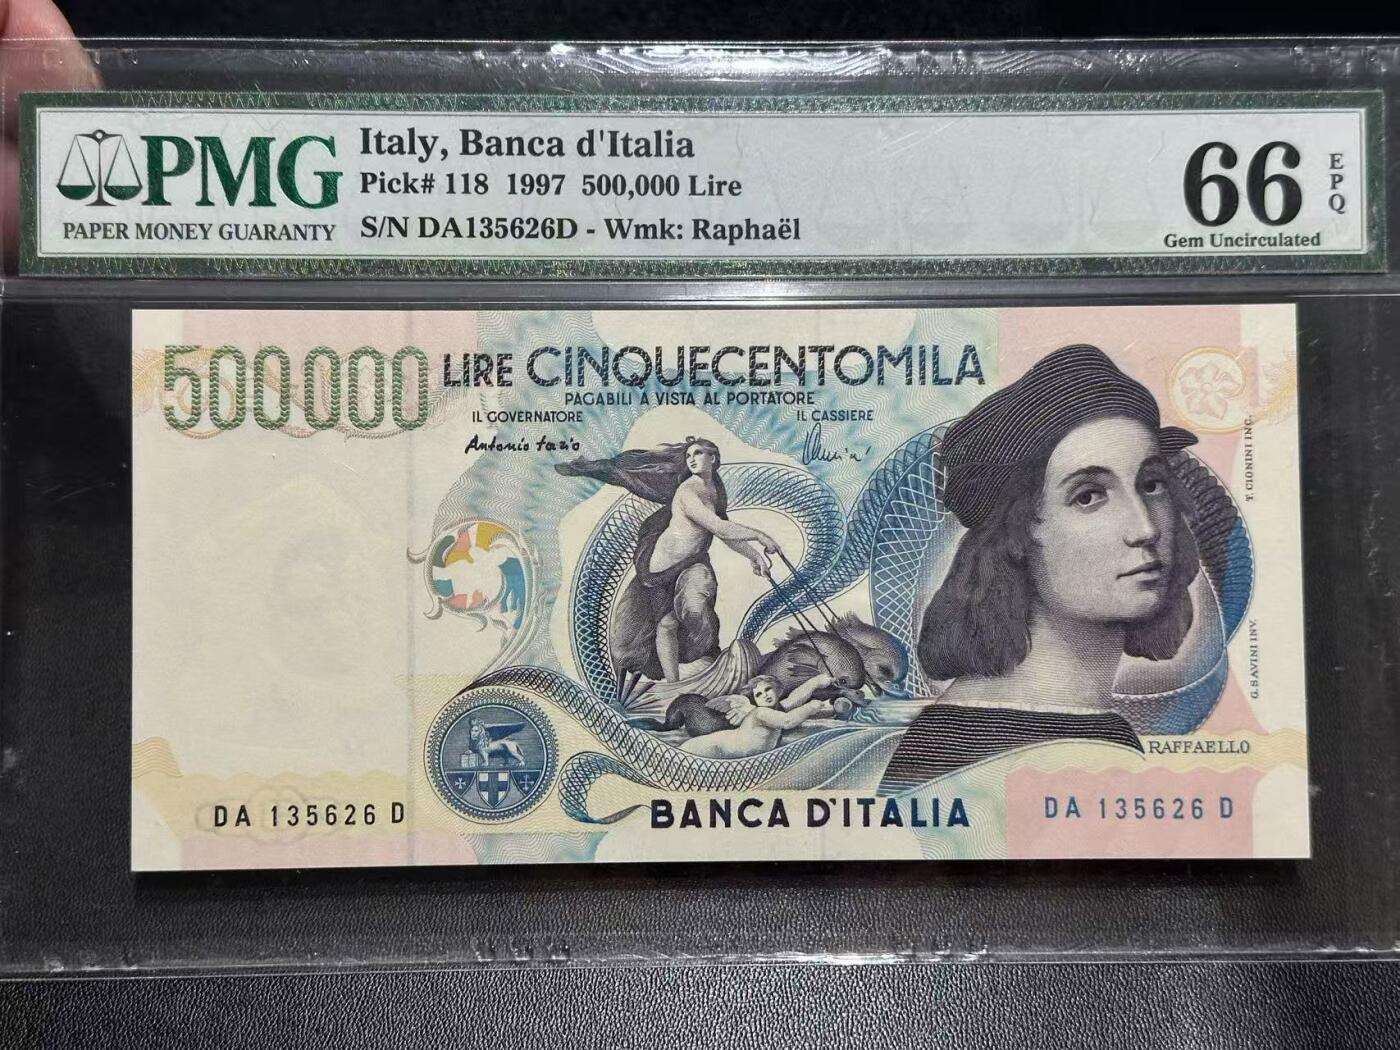 PMG
PAPER MONEY GUARANTY
Italy, Banca d'Italia
Pick# 118 1997 500,000 Lire
S/N DA135626D - Wmk: Raphaël
66
EPQ
Gem Uncirculated
500000 LIRE CINQUECENTOMILA
PAGABILI A VISTA AL PORTATORE
IL GOVERNATORE
IL CASSIERE
Antonio Fazio
T. CIONINI INC.
G. SAVINI INV.
RAFFAELLO
DA 135626 D
BANCA D'ITALIA
DA 135626 D